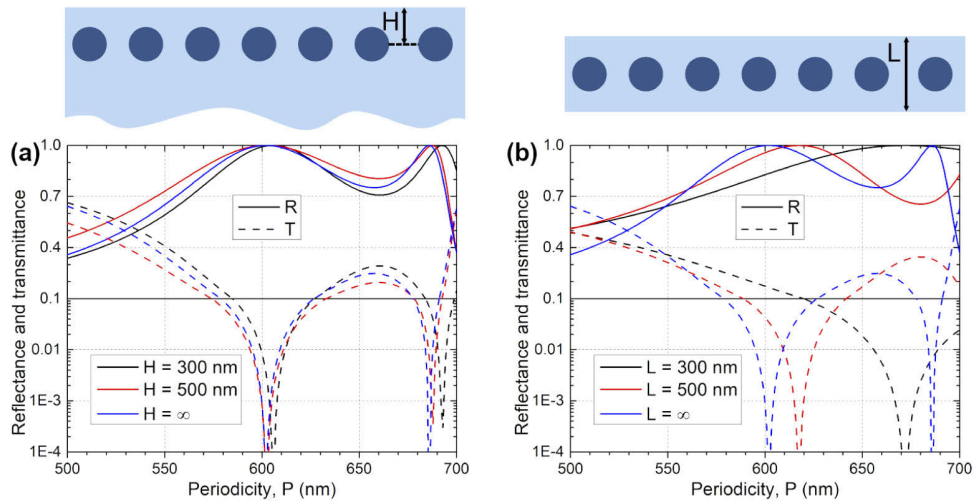 H
L
(a)
Reflectance and transmittance
1.0
0.7
0.4
0.1
0.01
1E-3
1E-4
R
T
H = 300 nm
H = 500 nm
H = ∞
500
600
700
Periodicity, P (nm)
(b)
Reflectance and transmittance
1.0
0.7
0.4
0.1
0.01
1E-3
1E-4
R
T
L = 300 nm
L = 500 nm
L = ∞
500
550
600
650
700
Periodicity, P (nm)